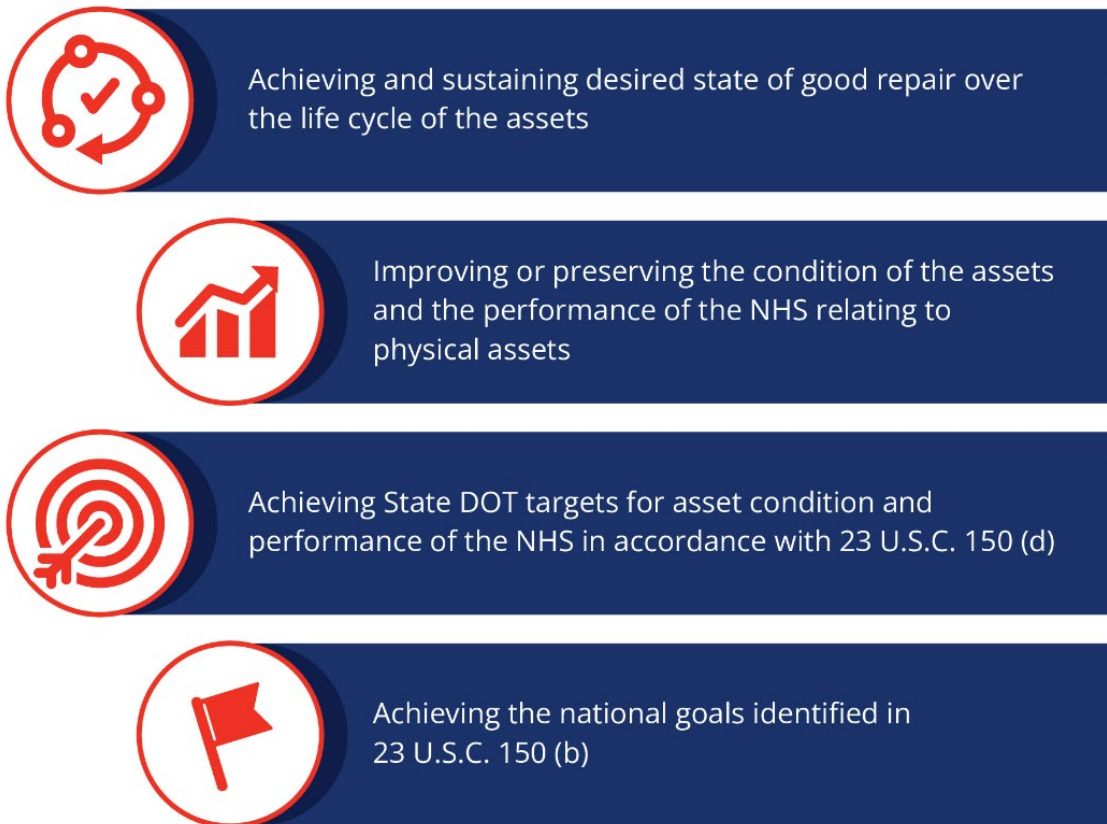 Achieving and sustaining desired state of good repair over
the life cycle of the assets
Improving or preserving the condition of the assets
and the performance of the NHS relating to
physical assets
Achieving State DOT targets for asset condition and
performance of the NHS in accordance with 23 U.S.C. 150 (d)
Achieving the national goals identified in
23 U.S.C. 150 (b)